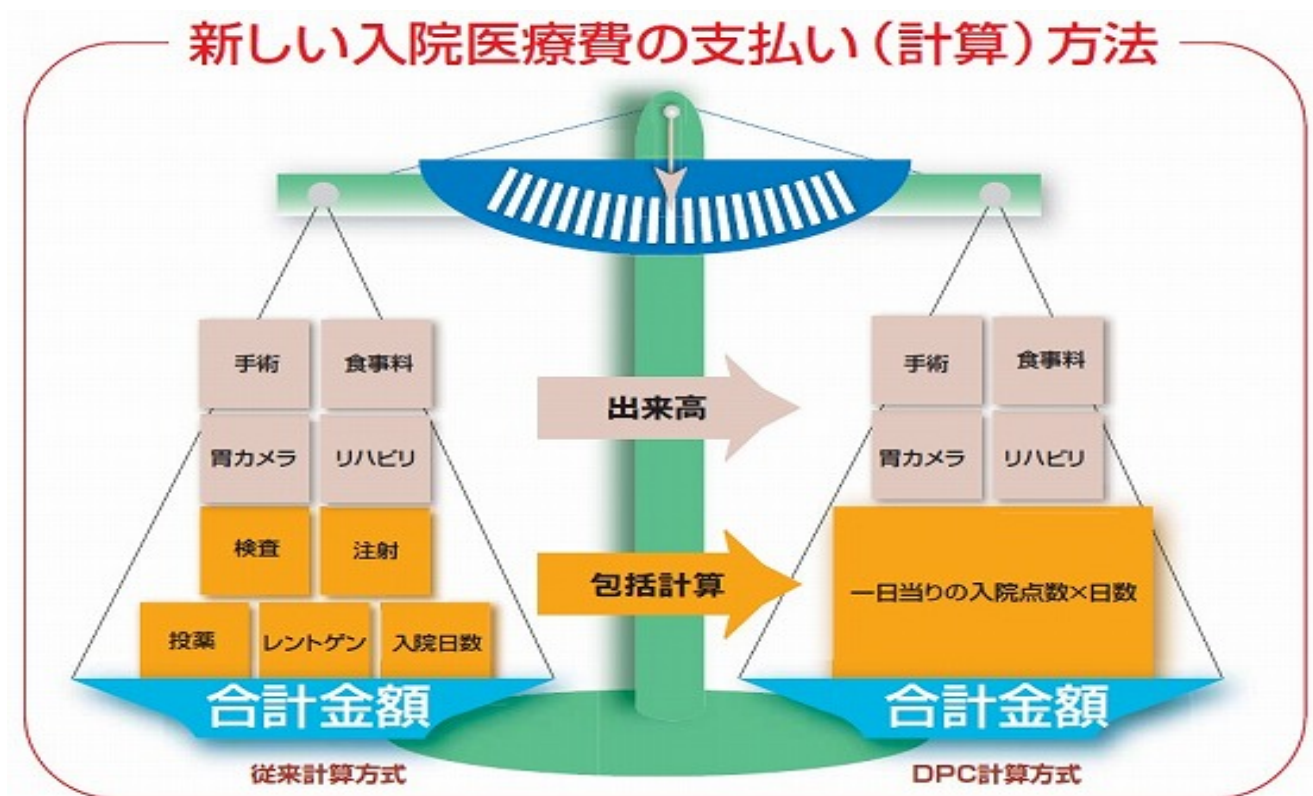 新しい入院医療費の支払い（計算）方法
手術
食事料
胃カメラ
リハビリ
検査
注射
投薬
レントゲン
入院日数
合計金額
従来計算方式
出来高
包括計算
手術
食事料
胃カメラ
リハビリ
一日当りの入院点数×日数
合計金額
DPC計算方式